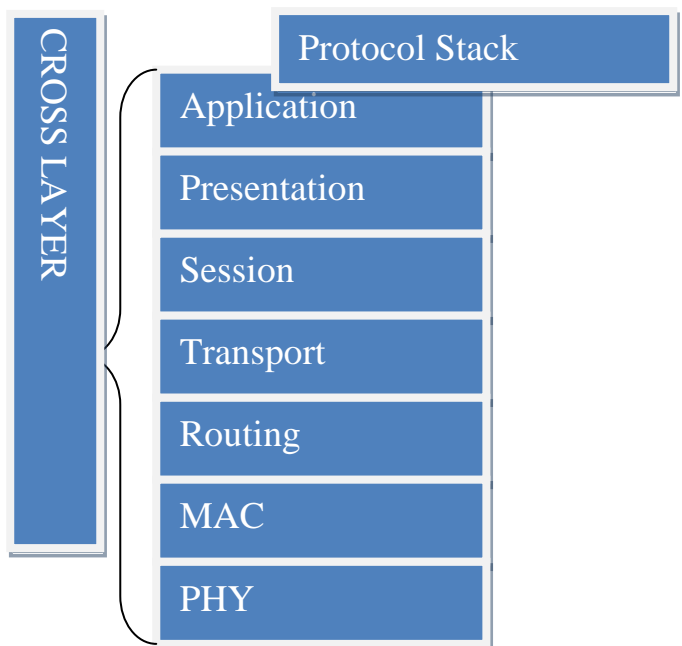 CROSS LAYER
Protocol Stack
Application
Presentation
Session
Transport
Routing
MAC
PHY